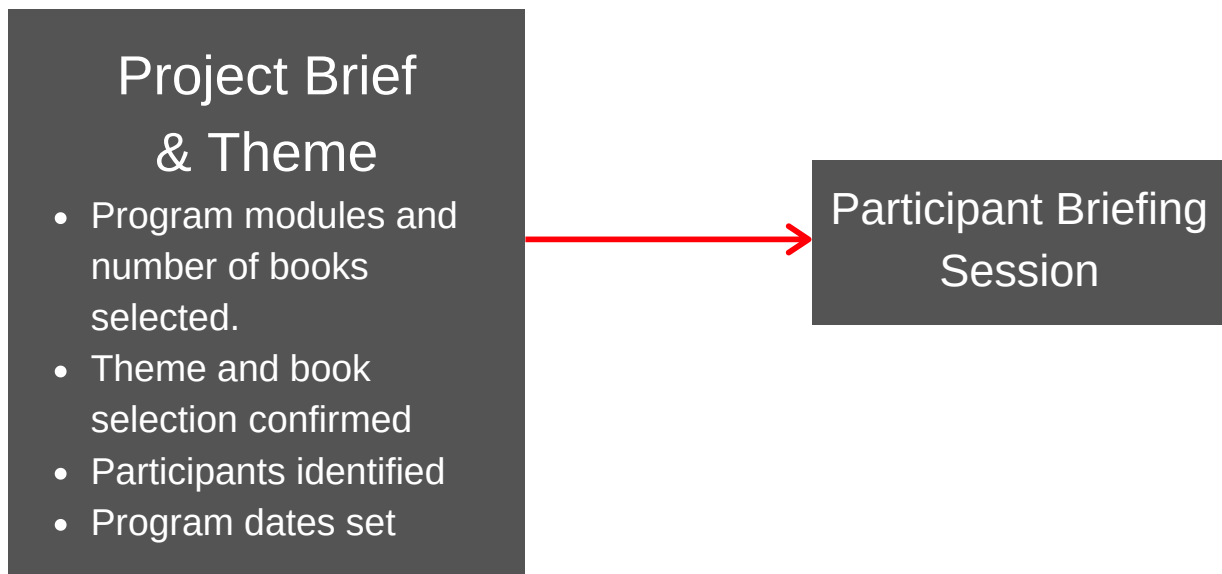 Project Brief
& Theme
• Program modules and
number of books
selected.
• Theme and book
selection confirmed
• Participants identified
• Program dates set
Participant Briefing
Session